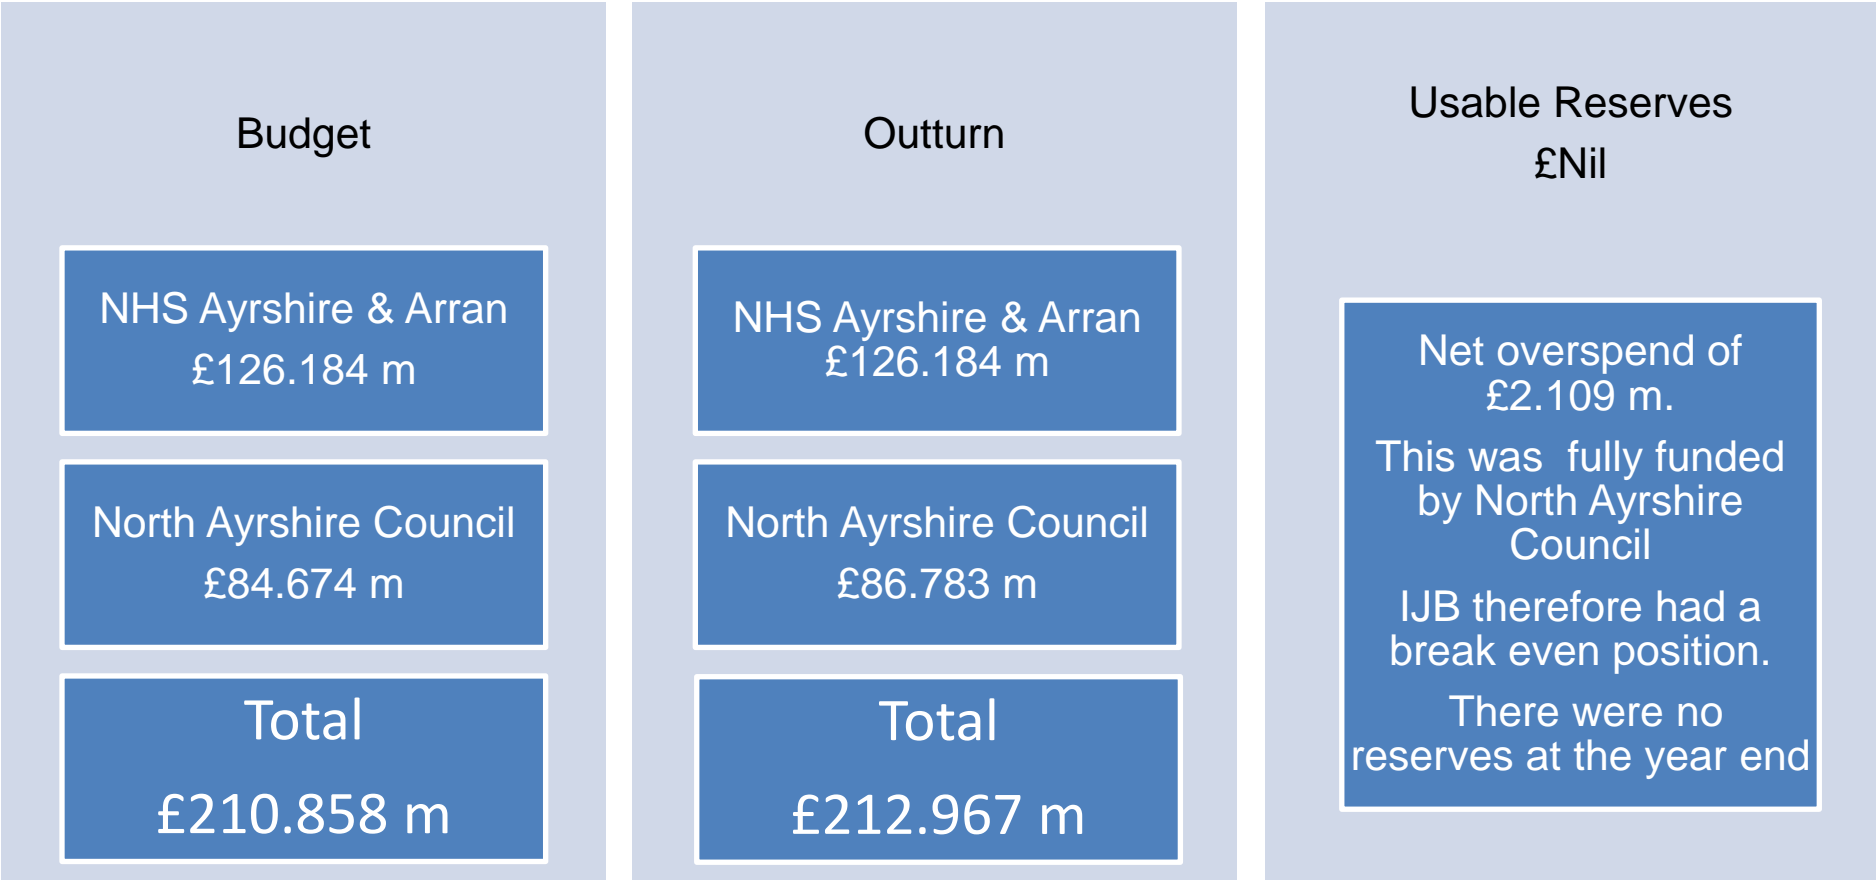 Budget
NHS Ayrshire & Arran
£126.184 m
North Ayrshire Council
£84.674 m
Total
£210.858 m
Outturn
NHS Ayrshire & Arran
£126.184 m
North Ayrshire Council
£86.783 m
Total
£212.967 m
Usable Reserves
£Nil
Net overspend of
£2.109 m.
This was  fully funded
by North Ayrshire
Council
IJB therefore had a
break even position.
There were no
reserves at the year end